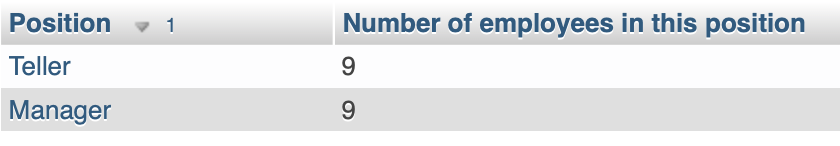 Position 1 Number of employees in this position
Teller 9
Manager 9